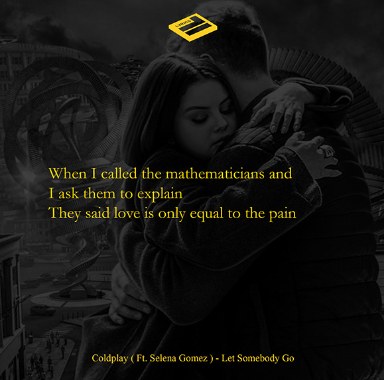 When I called the mathematicians and
I ask them to explain
They said love is only equal to the pain
Coldplay ( Ft. Selena Gomez ) - Let Somebody Go